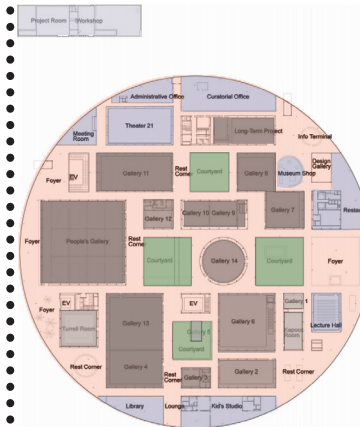 Project Room Workshop
Administrative Office
Curatorial Office
Theater 21
Long-Term Project
Meeting Room
Info Terminal
Design Gallery
Foyer
EV
Gallery 11
Rest Corner
Courtyard
Gallery 8
Museum Shop
Gallery 12
Gallery 10
Gallery 9
Gallery 7
Foyer
People's Gallery
Rest Corner
Courtyard
Gallery 14
Courtyard
Foyer
Foyer
EV
Turrell Room
Gallery 13
EV
Gallery 6
Gallery 1
Kapoor Room
Lecture Hall
Gallery 5
Courtyard
Rest Corner
Gallery 4
Rest Corner
Gallery 3
Gallery 2
Rest Corner
Library
Lounge
Kid's Studio